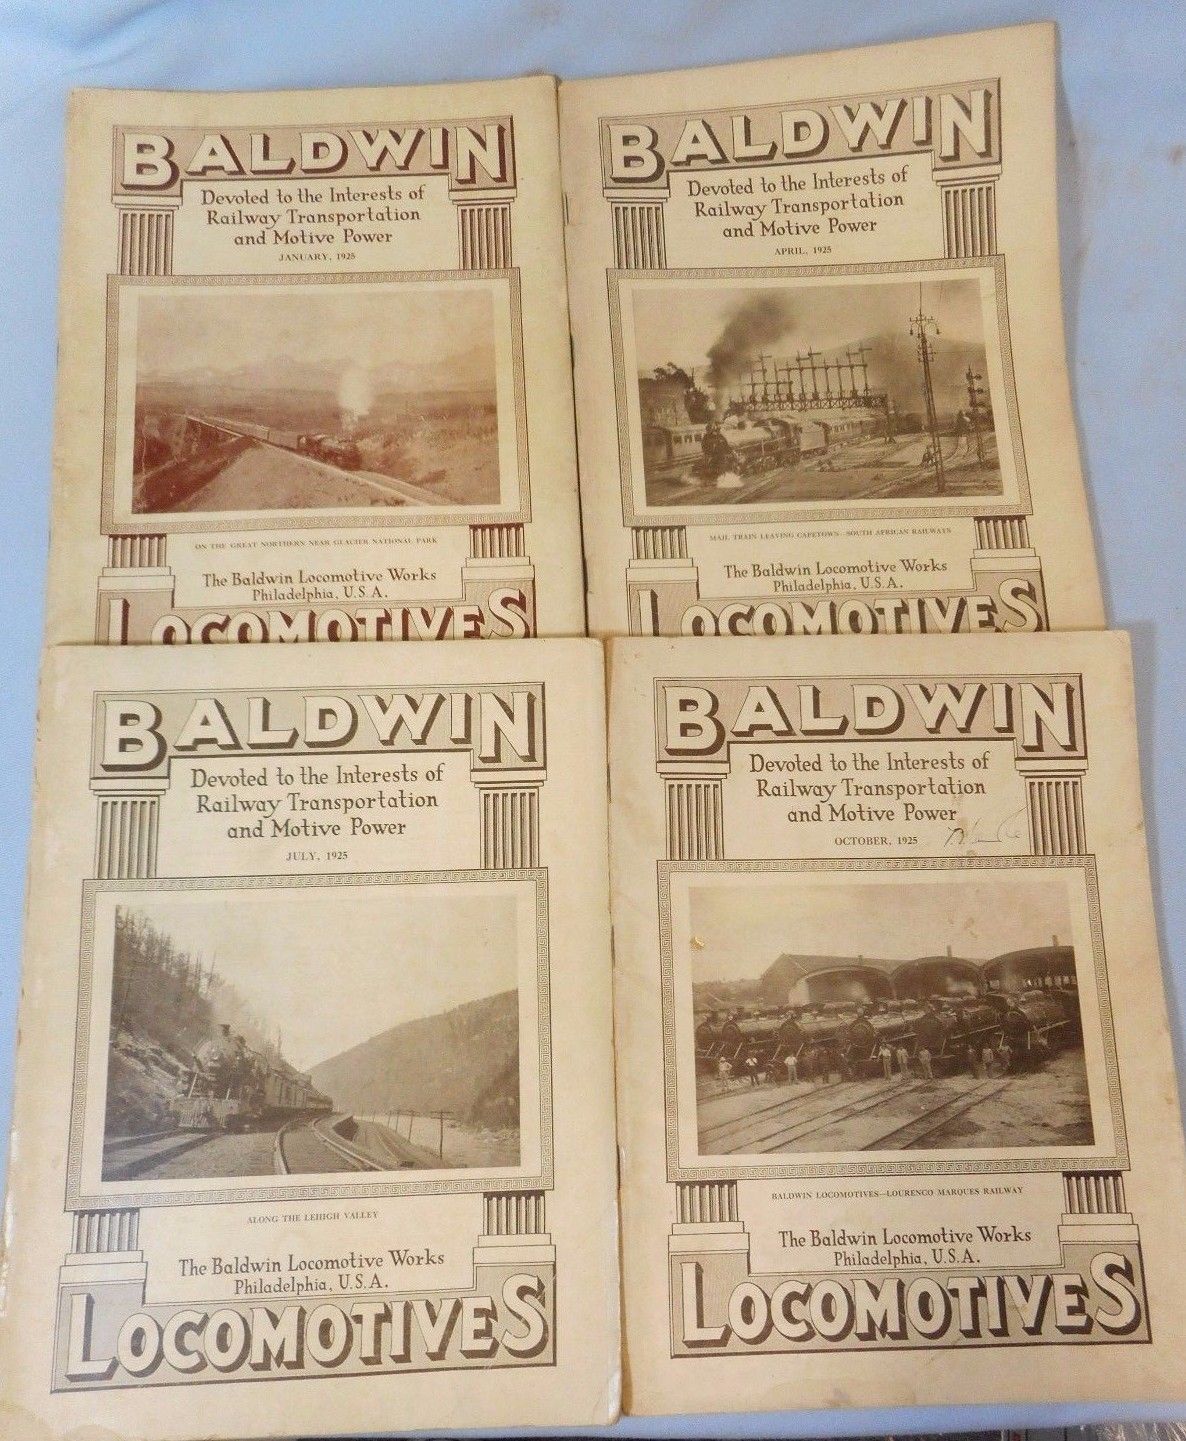 BALDWIN
Devoted to the Interests of
Railway Transportation
and Motive Power
JANUARY, 1925
ON THE GREAT NORTHERN NEAR GLACIER NATIONAL PARK
The Baldwin Locomotive Works
Philadelphia, U.S.A.
LOCOMOTIVES
BALDWIN
Devoted to the Interests of
Railway Transportation
and Motive Power
APRIL, 1925
MAIL TRAIN LEAVING CAPETOWN—SOUTH AFRICAN RAILWAYS
The Baldwin Locomotive Works
Philadelphia, U.S.A.
LOCOMOTIVES
BALDWIN
Devoted to the Interests of
Railway Transportation
and Motive Power
JULY, 1925
ALONG THE LEHIGH VALLEY
The Baldwin Locomotive Works
Philadelphia, U.S.A.
LOCOMOTIVES
BALDWIN
Devoted to the Interests of
Railway Transportation
and Motive Power
OCTOBER, 1925
BALDWIN LOCOMOTIVES—LOURENCO MARQUES RAILWAY
The Baldwin Locomotive Works
Philadelphia, U.S.A.
LOCOMOTIVES